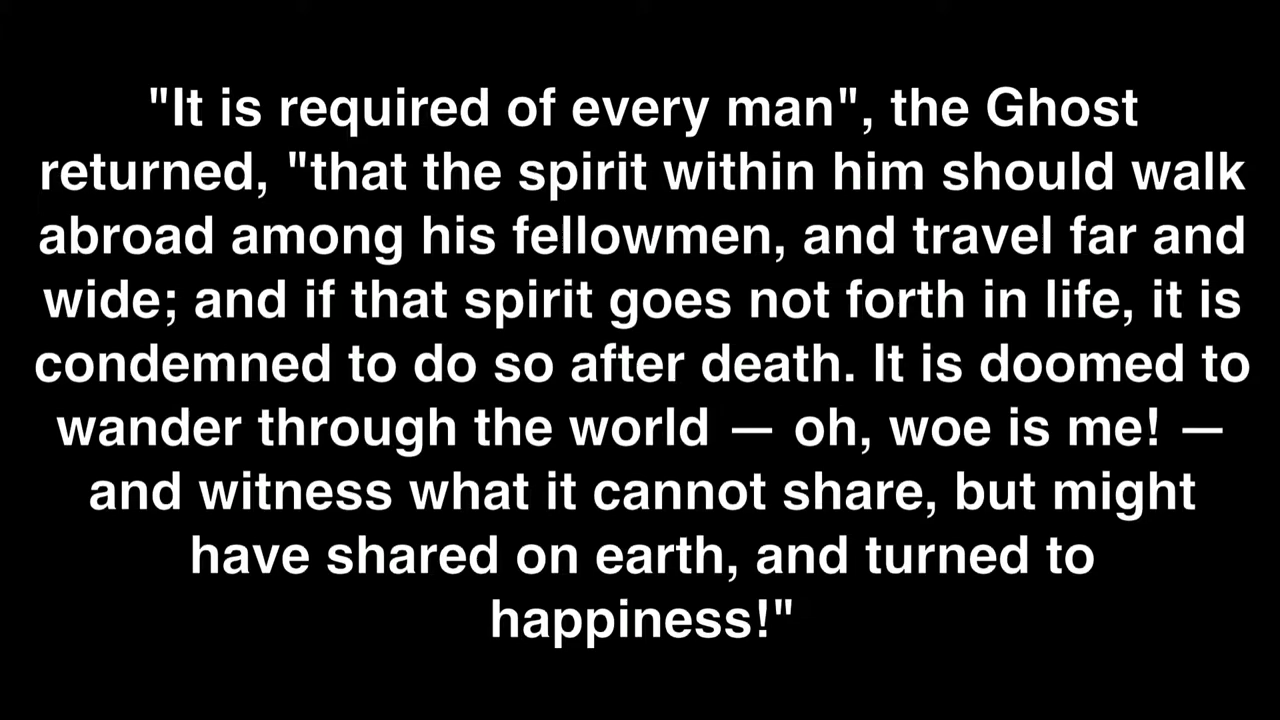 "It is required of every man", the Ghost
returned, "that the spirit within him should walk
abroad among his fellowmen, and travel far and
wide; and if that spirit goes not forth in life, it is
condemned to do so after death. It is doomed to
wander through the world — oh, woe is me! —
and witness what it cannot share, but might
have shared on earth, and turned to
happiness!"